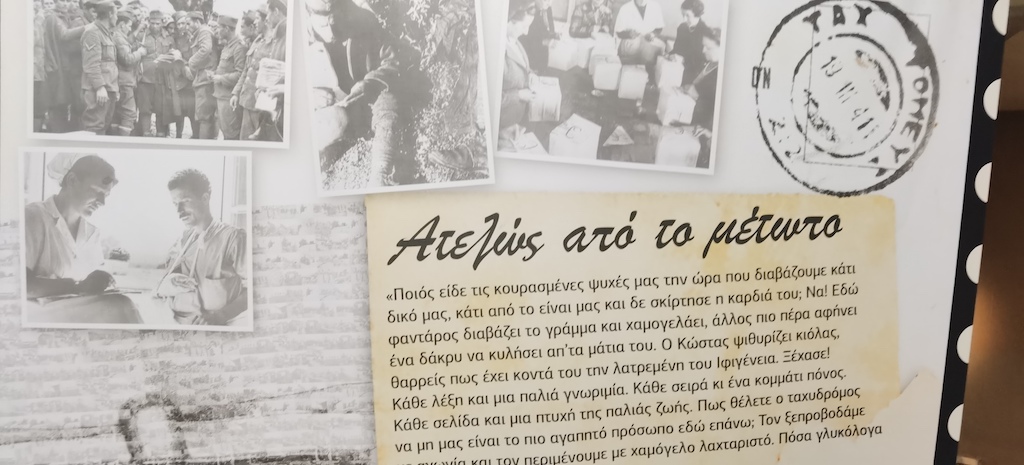 Ατελώς από το μέτωπο
«Ποιός είδε τις κουρασμένες ψυχές μας την ώρα που διαβάζουμε κάτι
δικό μας, κάτι από το είναι μας και δε σκίρτησε η καρδιά του; Να! Εδώ
φαντάρος διαβάζει το γράμμα και χαμογελάει, άλλος πιο πέρα αφήνει
ένα δάκρυ να κυλήσει απ'τα μάτια του. Ο Κώστας ψιθυρίζει κιόλας,
θαρρείς πως έχει κοντά του την λατρεμένη του Ιφιγένεια. Ξέχασε!
Κάθε λέξη και μια παλιά γνωριμία. Κάθε σειρά κι ένα κομμάτι πόνος.
Κάθε σελίδα και μια πτυχή της παλιάς ζωής. Πως θέλετε ο ταχυδρόμος
να μη μας είναι το πιο αγαπητό πρόσωπο εδώ επάνω; Τον ξεπροβοδάμε
με αγωνία και τον περιμένουμε με χαμόγελο λαχταριστό. Πόσα γλυκόλογα